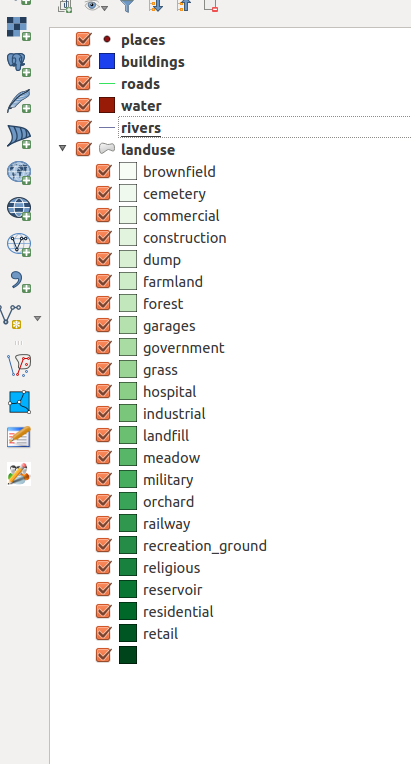 places
buildings
roads
water
rivers
landuse
brownfield
cemetery
commercial
construction
dump
farmland
forest
garages
government
grass
hospital
industrial
landfill
meadow
military
orchard
railway
recreation_ground
religious
reservoir
residential
retail